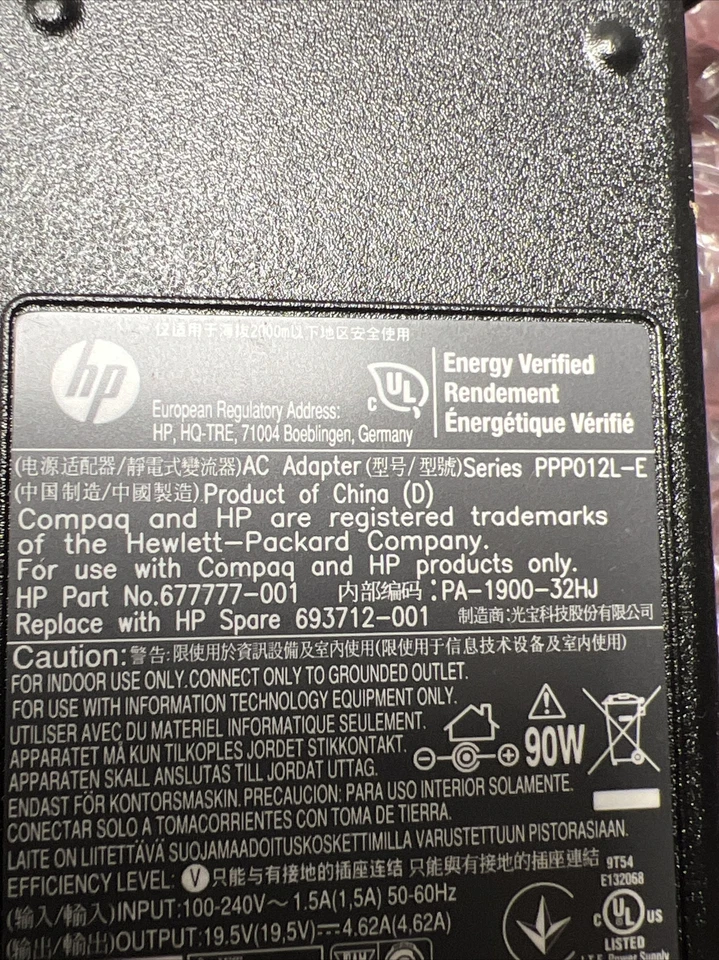 仅适用于海拔2000m以下地区安全使用
hp
European Regulatory Address:
HP, HQ-TRE, 71004 Boeblingen, Germany
c UL
Energy Verified
Rendement
Énergétique Vérifié
(电源适配器/靜電式變流器)AC Adapter(型号/型號)Series PPP012L-E
(中国制造/中國製造)Product of China (D)
Compaq and HP are registered trademarks
of the Hewlett-Packard Company.
For use with Compaq and HP products only.
HP Part No.677777-001 内部编码:PA-1900-32HJ
Replace with HP Spare 693712-001 制造商:光宝科技股份有限公司
Caution:警告:限使用於資訊設備及室內使用(限使用于信息技术设备及室内使用)
FOR INDOOR USE ONLY.CONNECT ONLY TO GROUNDED OUTLET.
FOR USE WITH INFORMATION TECHNOLOGY EQUIPMENT ONLY.
UTILISER AVEC DU MATERIEL INFORMATIQUE SEULEMENT.
APPARATET MÅ KUN TILKOPLES JORDET STIKKONTAKT.
APPARATEN SKALL ANSLUTAS TILL JORDAT UTTAG.
90W
ENDAST FÖR KONTORSMASKIN. PRECAUCION: PARA USO INTERIOR SOLAMENTE.
CONECTAR SOLO A TOMACORRIENTES CON TOMA DE TIERRA.
LAITE ON LIITETTÄVÄ SUOJAMAADOITUSKOSKETTIMILLA VARUSTETTUUN PISTORASIAAN.
EFFICIENCY LEVEL: V 只能与有接地的插座连结 只能與有接地的插座連結
9T54
E132068
(输入/輸入)INPUT:100-240V～ 1.5A(1,5A) 50-60Hz
(输出/輸出)OUTPUT:19.5V(19,5V)⎓4.62A(4,62A)
c UL US
LISTED
I.T.E. Power Supply